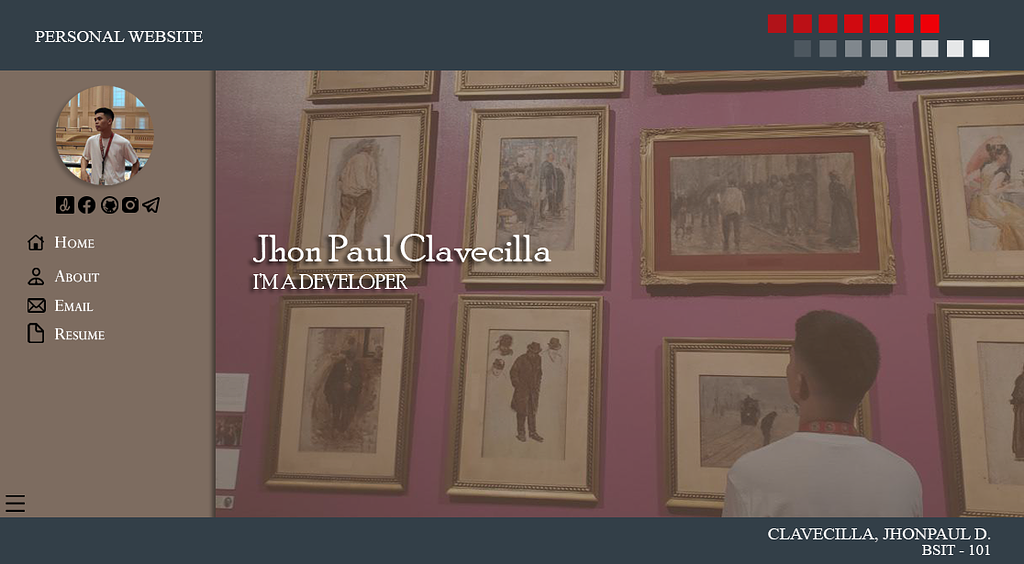 PERSONAL WEBSITE
Home
About
Email
Resume
Jhon Paul Clavecilla
I'M A DEVELOPER
CLAVECILLA, JHONPAUL D.
BSIT - 101